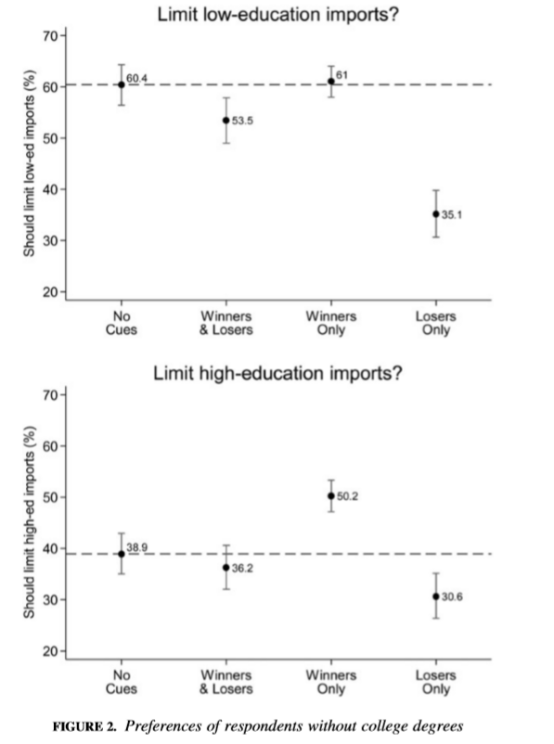 Limit low-education imports?
Should limit low-ed imports (%)
70
60
50
40
30
20
60.4
53.5
61
35.1
No
Cues
Winners
& Losers
Winners
Only
Losers
Only
Limit high-education imports?
Should limit high-ed imports (%)
70
60
50
40
30
20
38.9
36.2
50.2
30.6
No
Cues
Winners
& Losers
Winners
Only
Losers
Only
FIGURE 2. Preferences of respondents without college degrees